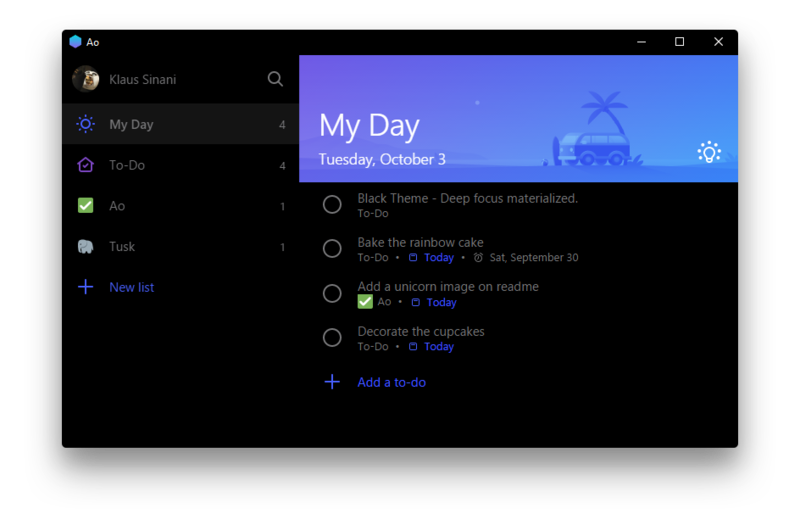 Ao
Klaus Sinani
My Day 4
To-Do 4
Ao 1
Tusk 1
New list
My Day
Tuesday, October 3
Black Theme - Deep focus materialized.
To-Do
Bake the rainbow cake
To-Do • Today • Sat, September 30
Add a unicorn image on readme
Ao • Today
Decorate the cupcakes
To-Do • Today
Add a to-do